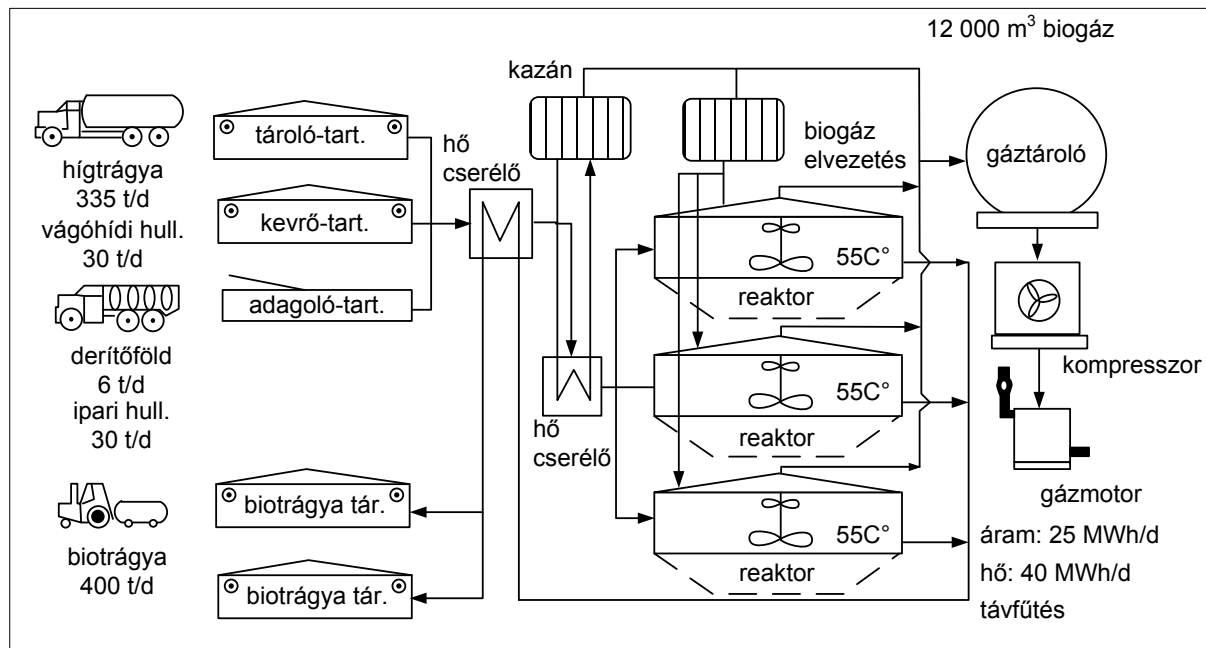 12 000 m³ biogáz
kazán
hígtrágya
335 t/d
vágóhídi hull.
30 t/d
derítőföld
6 t/d
ipari hull.
30 t/d
biotrágya
400 t/d
tároló-tart.
kevrő-tart.
adagoló-tart.
biotrágya tár.
biotrágya tár.
hő
cserélő
hő
cserélő
biogáz
elvezetés
55C°
reaktor
55C°
reaktor
55C°
reaktor
gáztároló
kompresszor
gázmotor
áram: 25 MWh/d
hő: 40 MWh/d
távfűtés